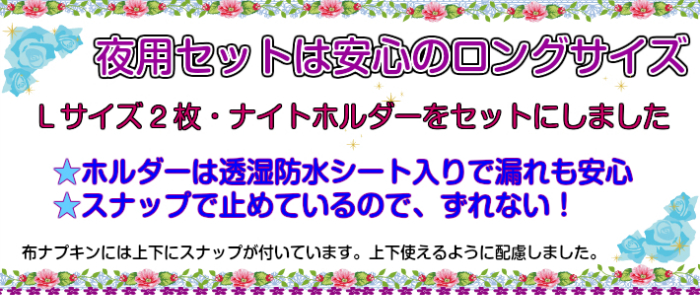 夜用セットは安心のロングサイズ
Lサイズ2枚・ナイトホルダーをセットにしました
★ホルダーは透湿防水シート入りで漏れも安心
★スナップで止めているので、ずれない！
布ナプキンには上下にスナップが付いています。上下使えるように配慮しました。